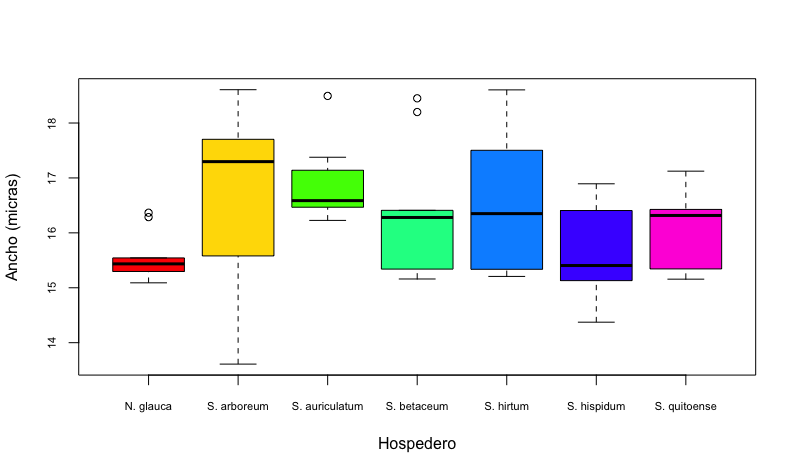 Ancho (micras)
18
17
16
15
14
N. glauca
S. arboreum
S. auriculatum
S. betaceum
S. hirtum
S. hispidum
S. quitoense
Hospedero